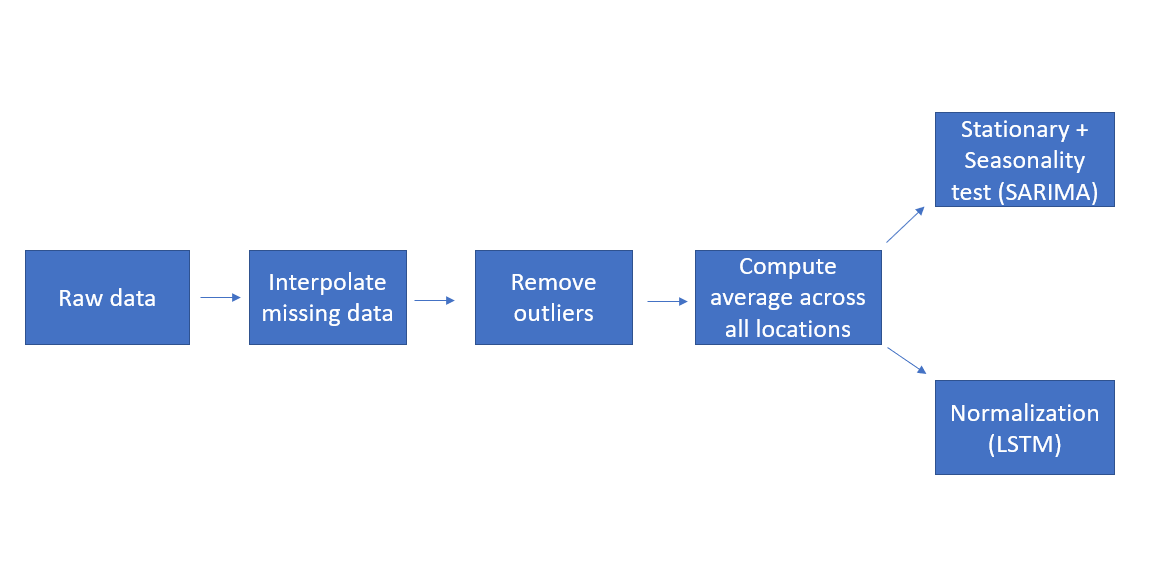 Raw data
Interpolate
missing data
Remove
outliers
Compute
average across
all locations
Stationary +
Seasonality
test (SARIMA)
Normalization
(LSTM)